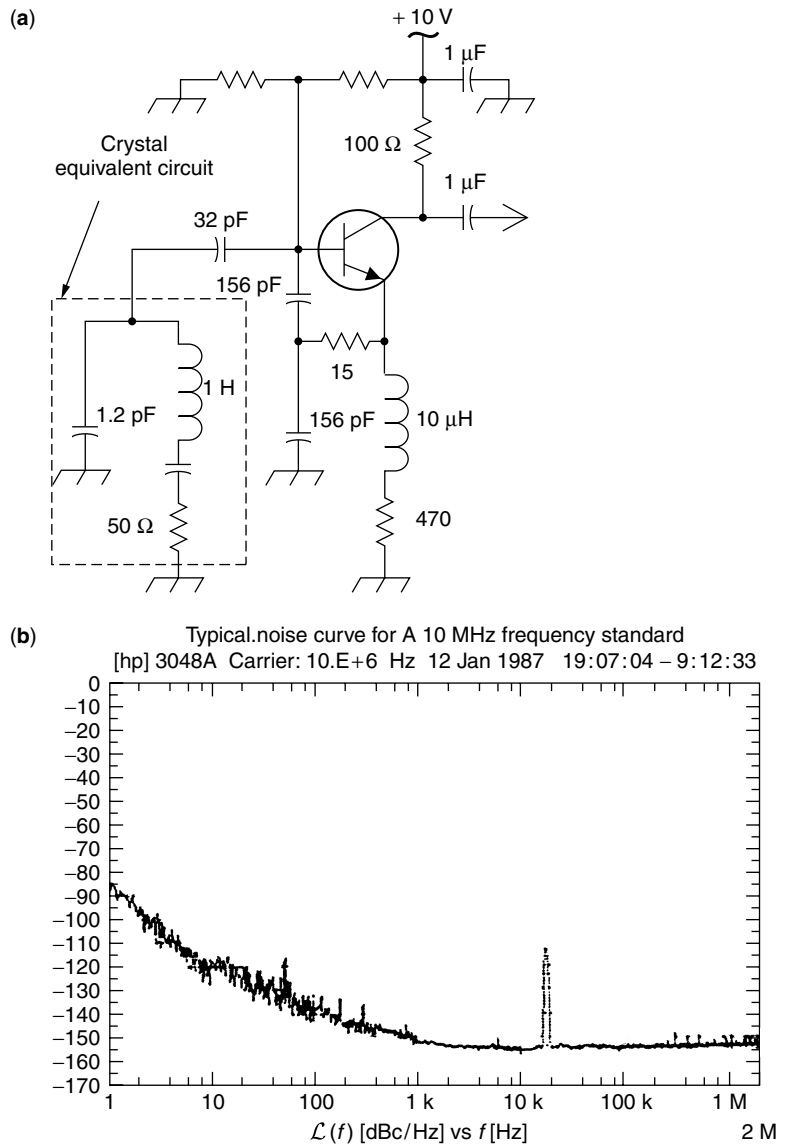 (a)
+ 10 V
1 μF
100 Ω
1 μF
Crystal
equivalent circuit
32 pF
156 pF
15
1 H
1.2 pF
156 pF
10 μH
50 Ω
470
(b)
Typical.noise curve for A 10 MHz frequency standard
[hp] 3048A Carrier: 10.E+6 Hz 12 Jan 1987 19:07:04 – 9:12:33
0
−10
−20
−30
−40
−50
−60
−70
−80
−90
−100
−110
−120
−130
−140
−150
−160
−170
1 10 100 1 k 10 k 100 k 1 M
ℒ(f) [dBc/Hz] vs f [Hz] 2 M